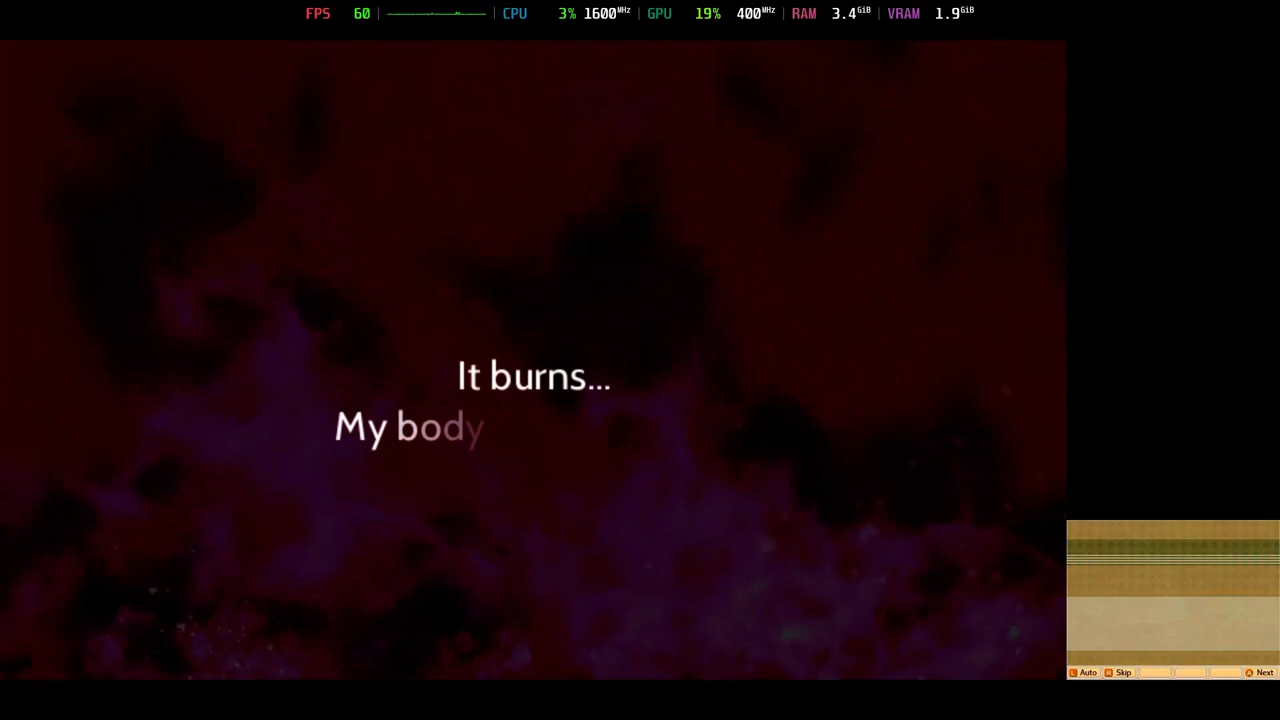 FPS 60 CPU 3% 1600MHz GPU 19% 400MHz RAM 3.4GiB VRAM 1.9GiB
It burns...
My body
L Auto R Skip A Next